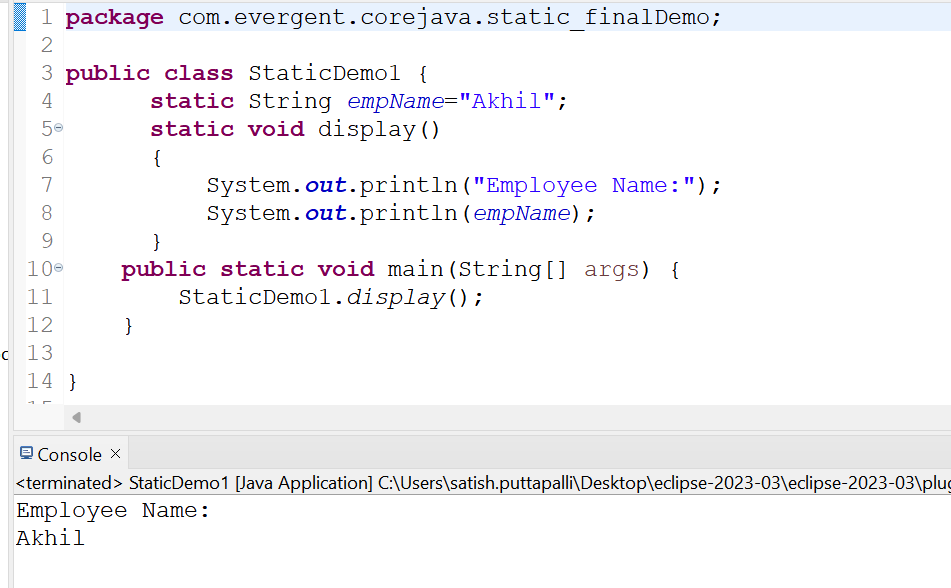 1 package com.evergent.corejava.static_finalDemo;
2
3 public class StaticDemo1 {
4 static String empName="Akhil";
5 static void display()
6 {
7 System.out.println("Employee Name:");
8 System.out.println(empName);
9 }
10 public static void main(String[] args) {
11 StaticDemo1.display();
12 }
13
14 }
Console ×
<terminated> StaticDemo1 [Java Application] C:\Users\satish.puttapalli\Desktop\eclipse-2023-03\eclipse-2023-03\plug
Employee Name:
Akhil